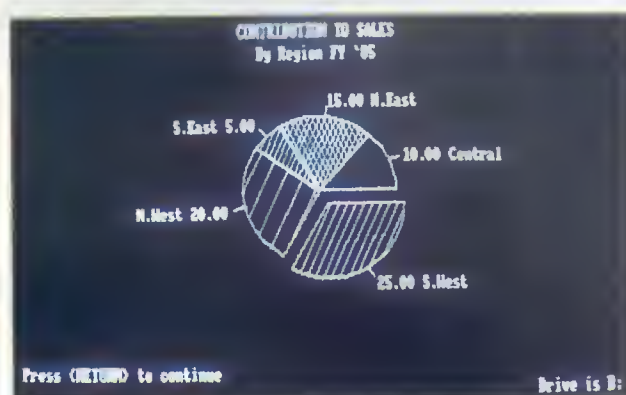 CONTRIBUTION TO SALES
By Region FY '85
15.00 N.East
S.East 5.00
10.00 Central
N.West 20.00
25.00 S.West
Press <RETURN> to continue
Drive is B: